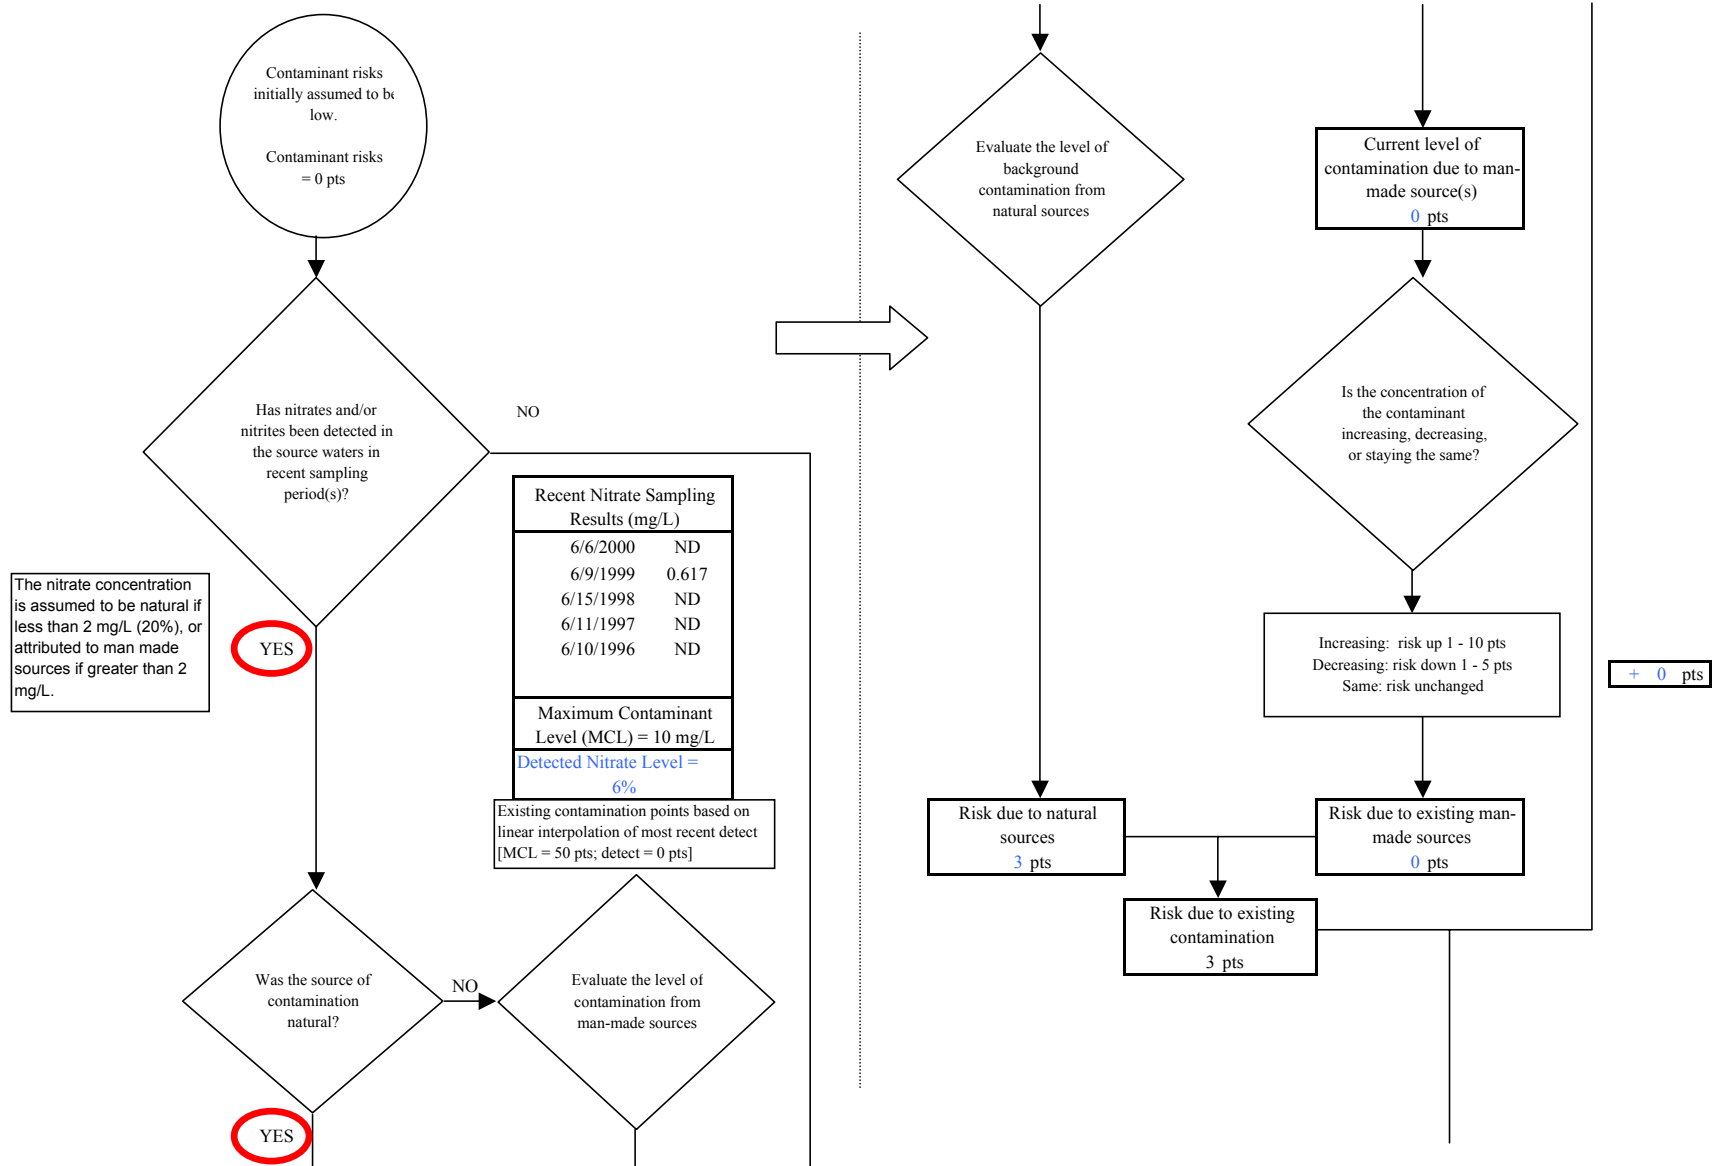 Contaminant risks
initially assumed to be
low.
Contaminant risks
= 0 pts
Has nitrates and/or
nitrites been detected in
the source waters in
recent sampling
period(s)?
NO
The nitrate concentration
is assumed to be natural if
less than 2 mg/L (20%), or
attributed to man made
sources if greater than 2
mg/L.
YES
Recent Nitrate Sampling
Results (mg/L)
6/6/2000 ND
6/9/1999 0.617
6/15/1998 ND
6/11/1997 ND
6/10/1996 ND
Maximum Contaminant
Level (MCL) = 10 mg/L
Detected Nitrate Level =
6%
Existing contamination points based on
linear interpolation of most recent detect
[MCL = 50 pts; detect = 0 pts]
Was the source of
contamination
natural?
NO
Evaluate the level of
contamination from
man-made sources
YES
Evaluate the level of
background
contamination from
natural sources
Current level of
contamination due to man-
made source(s)
0 pts
Is the concentration of
the contaminant
increasing, decreasing,
or staying the same?
Increasing: risk up 1 - 10 pts
Decreasing: risk down 1 - 5 pts
Same: risk unchanged
+ 0 pts
Risk due to natural
sources
3 pts
Risk due to existing man-
made sources
0 pts
Risk due to existing
contamination
3 pts